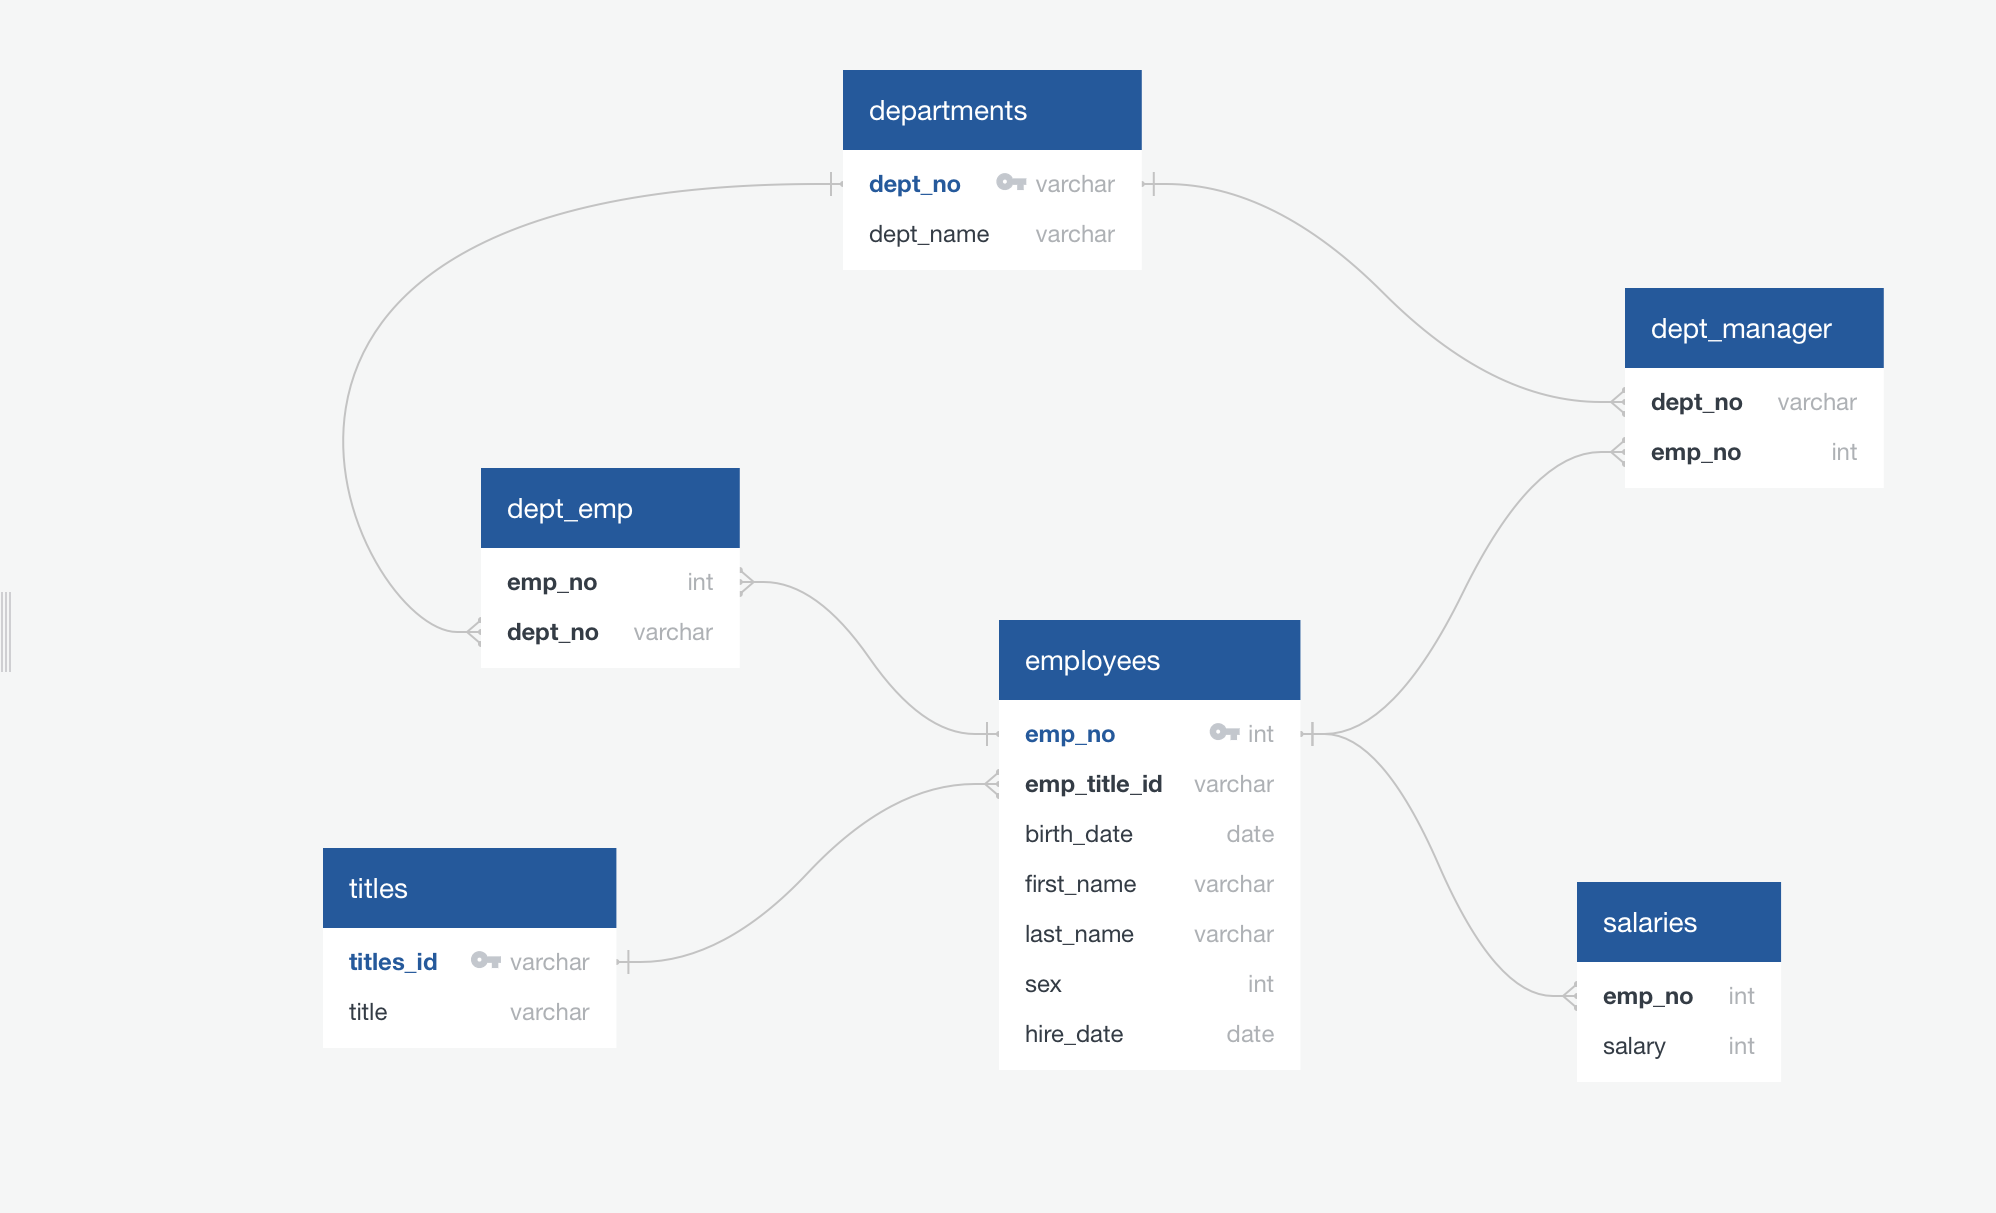 departments
dept_no varchar
dept_name varchar
dept_manager
dept_no varchar
emp_no int
dept_emp
emp_no int
dept_no varchar
employees
emp_no int
emp_title_id varchar
birth_date date
first_name varchar
last_name varchar
sex int
hire_date date
titles
titles_id varchar
title varchar
salaries
emp_no int
salary int